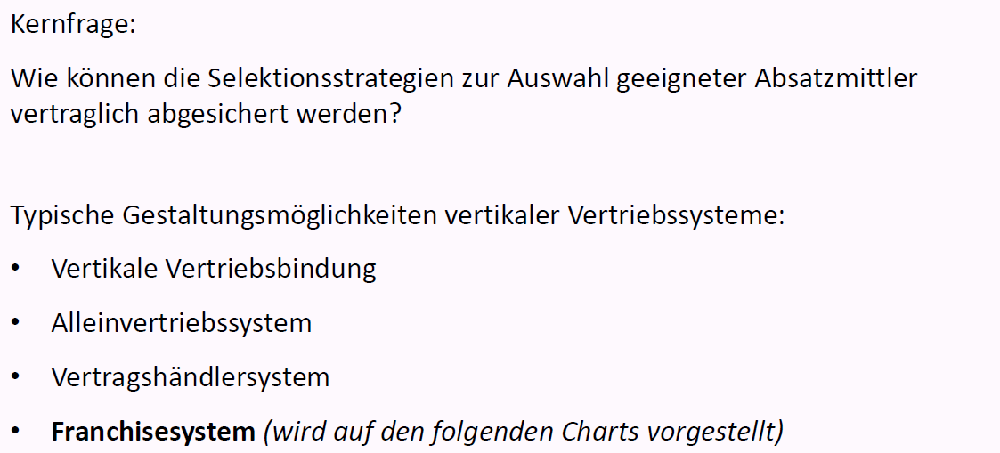 Kernfrage:
Wie können die Selektionsstrategien zur Auswahl geeigneter Absatzmittler
vertraglich abgesichert werden?
Typische Gestaltungsmöglichkeiten vertikaler Vertriebssysteme:
• Vertikale Vertriebsbindung
• Alleinvertriebssystem
• Vertragshändlersystem
• Franchisesystem (wird auf den folgenden Charts vorgestellt)